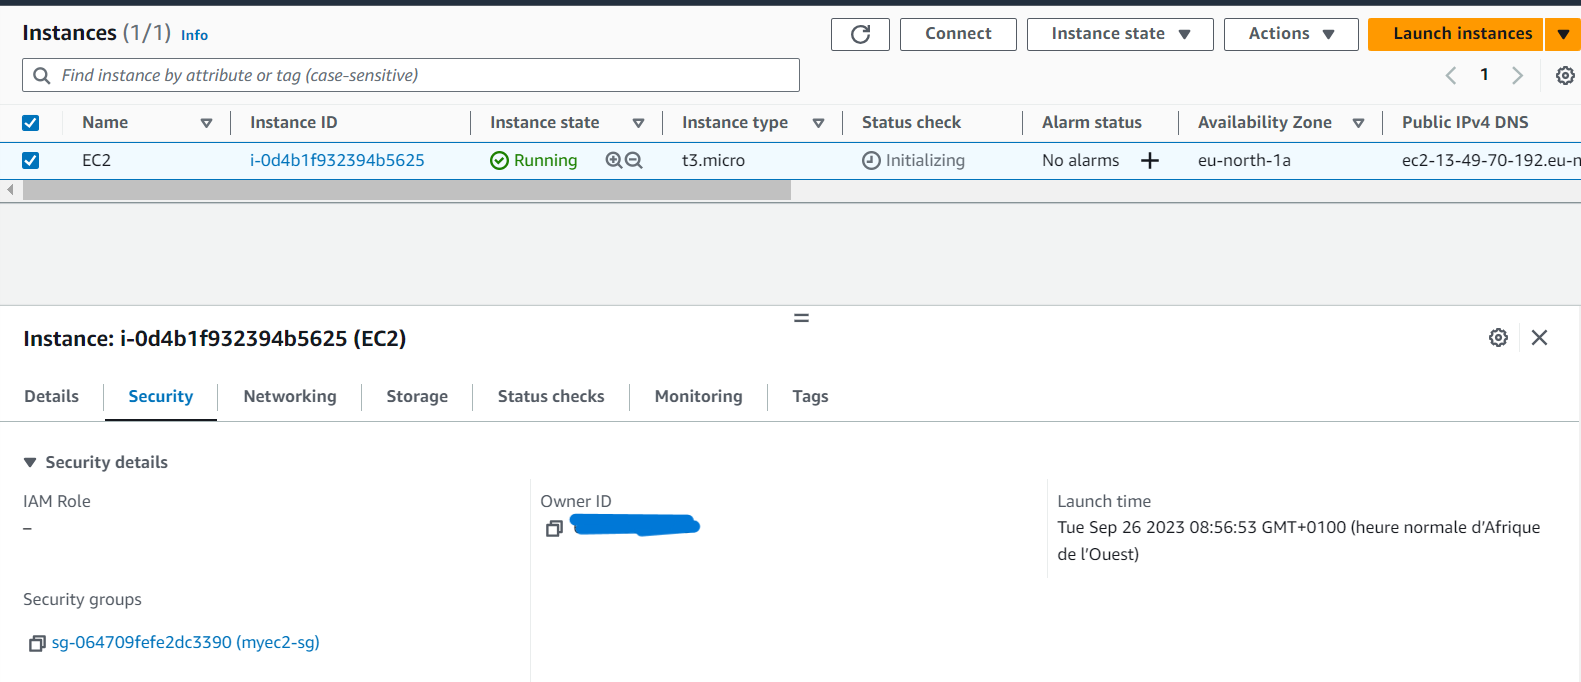 Instances (1/1) Info
Connect
Instance state
Actions
Launch instances
Find instance by attribute or tag (case-sensitive)
1
Name Instance ID Instance state Instance type Status check Alarm status Availability Zone Public IPv4 DNS
EC2 i-0d4b1f932394b5625 Running t3.micro Initializing No alarms eu-north-1a ec2-13-49-70-192.eu-n
Instance: i-0d4b1f932394b5625 (EC2)
Details Security Networking Storage Status checks Monitoring Tags
Security details
IAM Role
–
Owner ID
Launch time
Tue Sep 26 2023 08:56:53 GMT+0100 (heure normale d’Afrique
de l’Ouest)
Security groups
sg-064709fefe2dc3390 (myec2-sg)